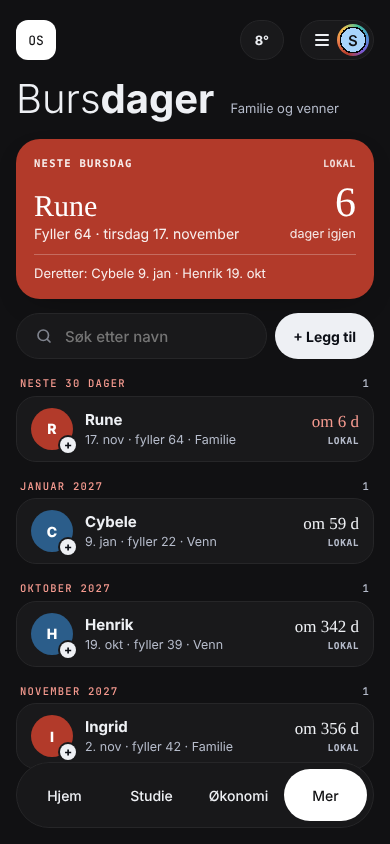 OS
8°
S
Bursdager Familie og venner
NESTE BURSDAG LOKAL
Rune 6
Fyller 64 · tirsdag 17. november dager igjen
Deretter: Cybele 9. jan · Henrik 19. okt
Søk etter navn + Legg til
NESTE 30 DAGER 1
R + Rune om 6 d
17. nov · fyller 64 · Familie LOKAL
JANUAR 2027 1
C + Cybele om 59 d
9. jan · fyller 22 · Venn LOKAL
OKTOBER 2027 1
H + Henrik om 342 d
19. okt · fyller 39 · Venn LOKAL
NOVEMBER 2027 1
I + Ingrid om 356 d
2. nov · fyller 42 · Familie LOKAL
Hjem Studie Økonomi Mer